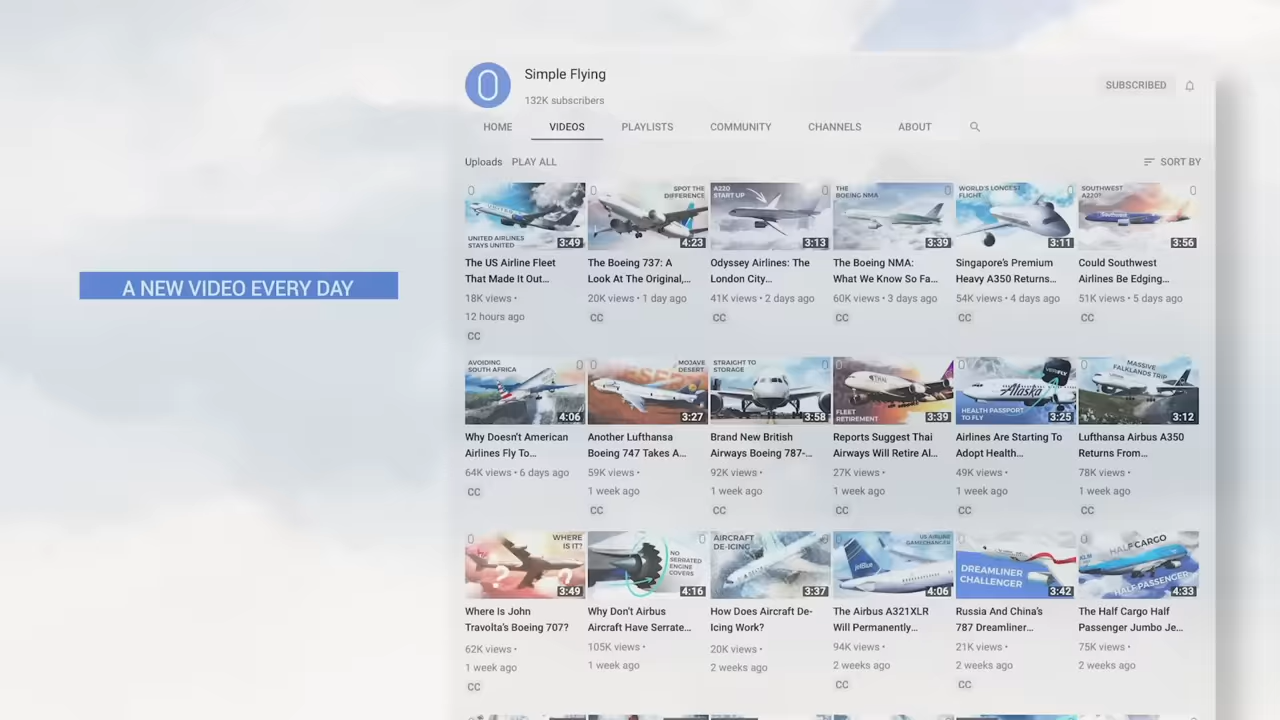 Simple Flying
132K subscribers
SUBSCRIBED
HOME VIDEOS PLAYLISTS COMMUNITY CHANNELS ABOUT
Uploads PLAY ALL SORT BY
A NEW VIDEO EVERY DAY
UNITED AIRLINES
STAYS UNITED
3:49
The US Airline Fleet
That Made It Out...
18K views •
12 hours ago
CC
SPOT THE
DIFFERENCE
4:23
The Boeing 737: A
Look At The Original,...
20K views • 1 day ago
CC
A220
START UP
3:13
Odyssey Airlines: The
London City...
41K views • 2 days ago
CC
THE
BOEING NMA
3:39
The Boeing NMA:
What We Know So Fa...
60K views • 3 days ago
CC
WORLD'S LONGEST
FLIGHT
3:11
Singapore's Premium
Heavy A350 Returns...
54K views • 4 days ago
CC
SOUTHWEST
A220?
Southwest
3:56
Could Southwest
Airlines Be Edging...
51K views • 5 days ago
CC
AVOIDING
SOUTH AFRICA
4:06
Why Doesn't American
Airlines Fly To...
64K views • 6 days ago
CC
MOJAVE
DESERT
3:27
Another Lufthansa
Boeing 747 Takes A...
59K views •
1 week ago
CC
STRAIGHT TO
STORAGE
3:58
Brand New British
Airways Boeing 787-...
92K views •
1 week ago
CC
THAI
FLEET
RETIREMENT
3:39
Reports Suggest Thai
Airways Will Retire Al...
27K views •
1 week ago
CC
VERIFLY
Alaska
HEALTH PASSPORT
TO FLY
3:25
Airlines Are Starting To
Adopt Health...
49K views •
1 week ago
CC
MASSIVE
FALKLANDS TRIP
3:12
Lufthansa Airbus A350
Returns From...
78K views •
1 week ago
CC
WHERE
IS IT?
3:49
Where Is John
Travolta's Boeing 707?
62K views •
1 week ago
CC
NO
SERRATED
ENGINE
COVERS
4:16
Why Don't Airbus
Aircraft Have Serrate...
105K views •
1 week ago
AIRCRAFT
DE-ICING
3:37
How Does Aircraft De-
Icing Work?
20K views •
2 weeks ago
US AIRLINE
GAMECHANGER
jetBlue
4:06
The Airbus A321XLR
Will Permanently...
94K views •
2 weeks ago
CC
DREAMLINER
CHALLENGER
3:42
Russia And China's
787 Dreamliner...
21K views •
2 weeks ago
CC
HALF CARGO
HALF-PASSENGER
4:33
The Half Cargo Half
Passenger Jumbo Je...
75K views •
2 weeks ago